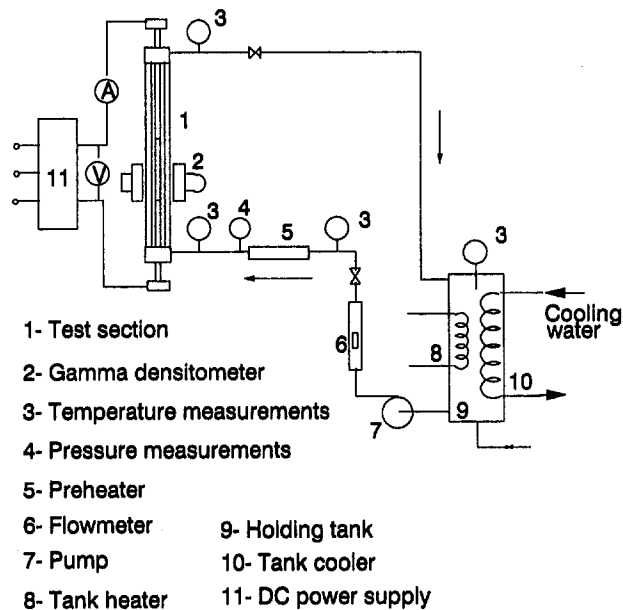 3
A
1
2
11
V
3
4
3
5
3
Cooling
water
6
8
10
7
9
1- Test section
2- Gamma densitometer
3- Temperature measurements
4- Pressure measurements
5- Preheater
6- Flowmeter
7- Pump
8- Tank heater
9- Holding tank
10- Tank cooler
11- DC power supply